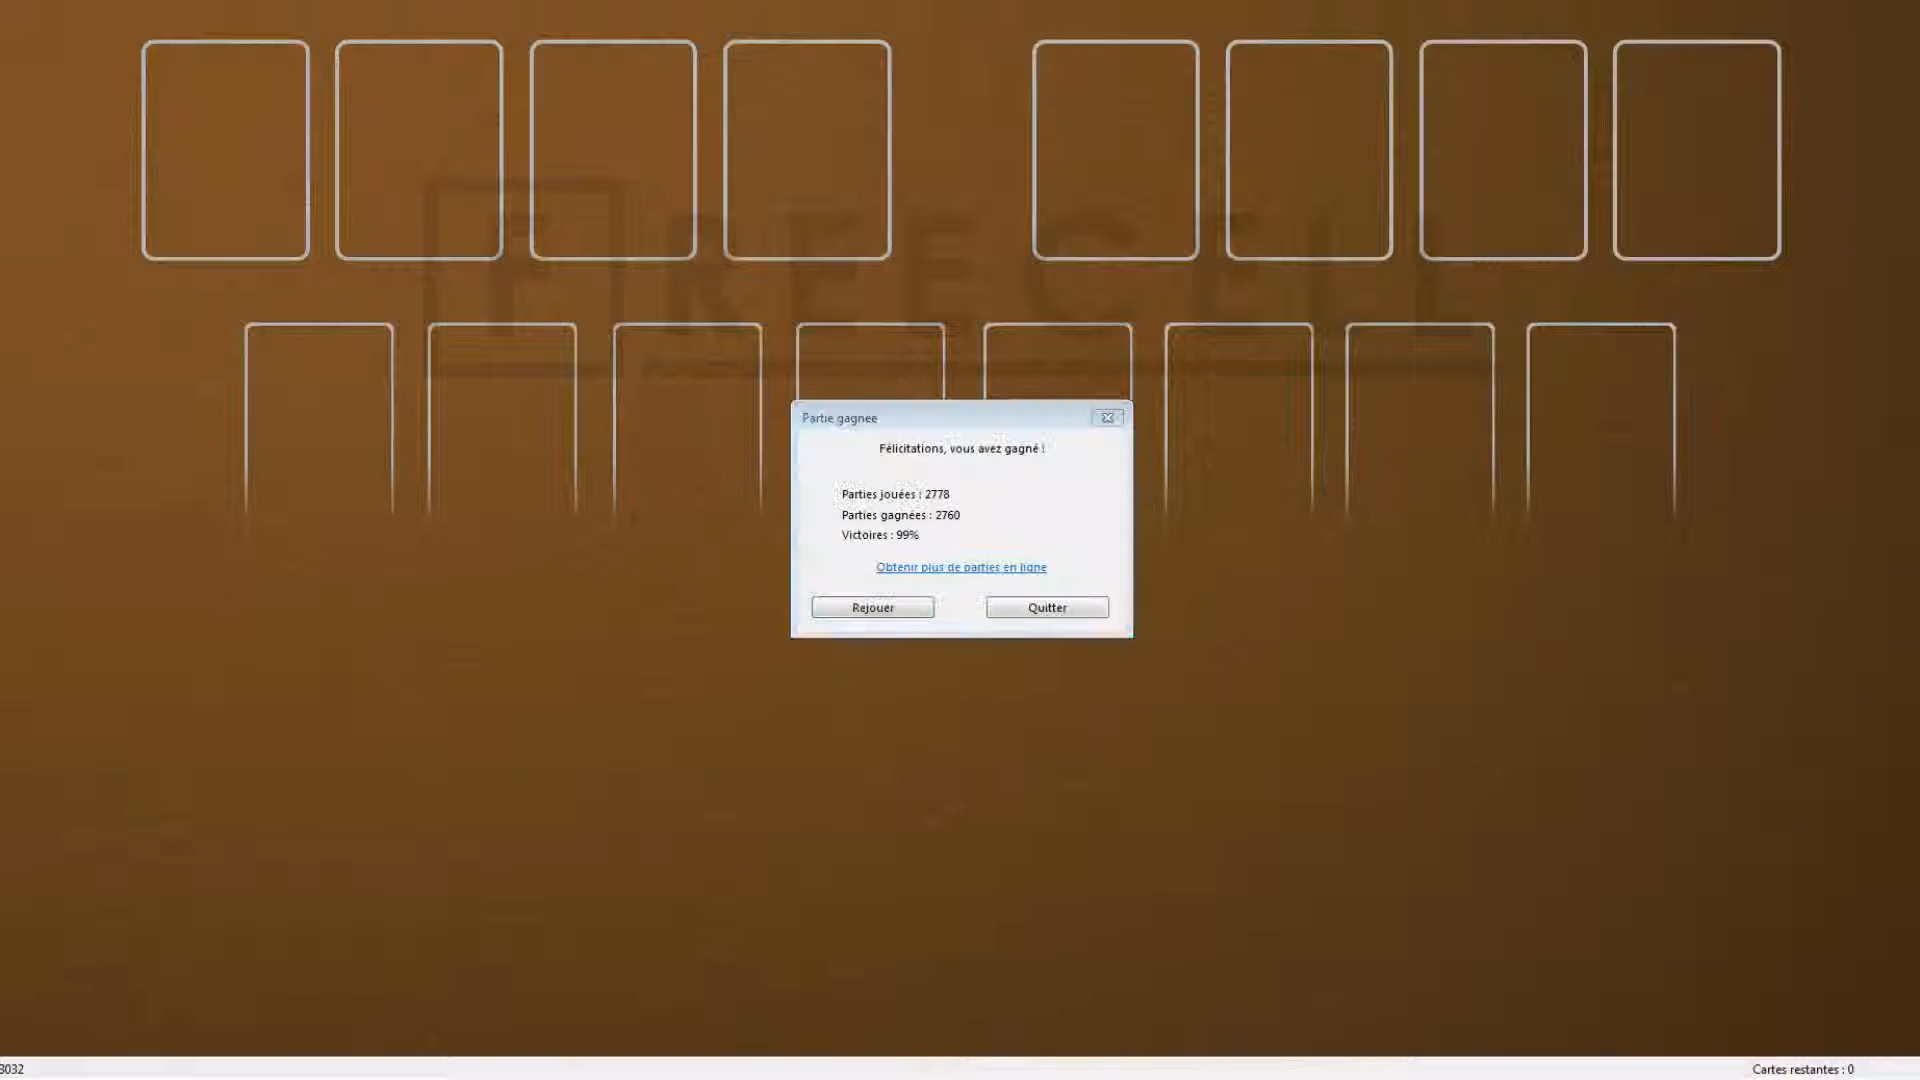 FREECELL
Partie gagnee
Félicitations, vous avez gagné !
Parties jouées : 2778
Parties gagnées : 2760
Victoires : 99%
Obtenir plus de parties en ligne
Rejouer
Quitter
3032
Cartes restantes : 0